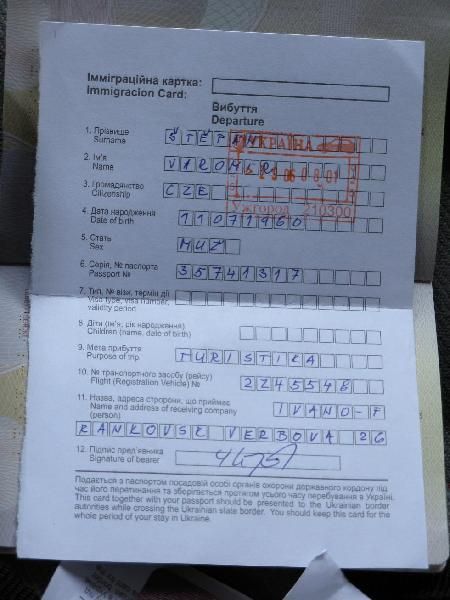 Імміграційна картка:
Immigracion Card:
Вибуття
Departure
1. Прізвище
Surname
ŠTĚPÁN
2. Ім'я
Name
3. Громадянство
Citizenship
CZE
УКРАЇНА
Ужгород 210300
4. Дата народження
Date of birth
11071960
5. Стать
Sex
MUŽ
6. Серія, № паспорта
Passport №
35741317
7. Тип, № візи, термін дії
Visa type, visa number,
validity period
8 Діти (ім'я, рік народження)
Children (name, date of birth)
9. Мета прибуття
Purpose of trip
TURISTIKA
10. № транспортного засобу (рейсу)
Flight (Registration Vehicle) №
2Z45548
11. Назва, адреса сторони, що приймає
Name and address of receiving company
(person)
IVANO-F
RANKOVSK VERBOVA 26
12. Підпис пред'явника
Signature of bearer
Подається з паспортом посадовій особі органів охорони державного кордону під
час його перетинання та зберігається протягом усього часу перебування в Україні.
This card together with your passport should be presented to the Ukrainian border
autorities while crossing the Ukrainian state border. You should keep this card for the
whole period of your stay in Ukraine.